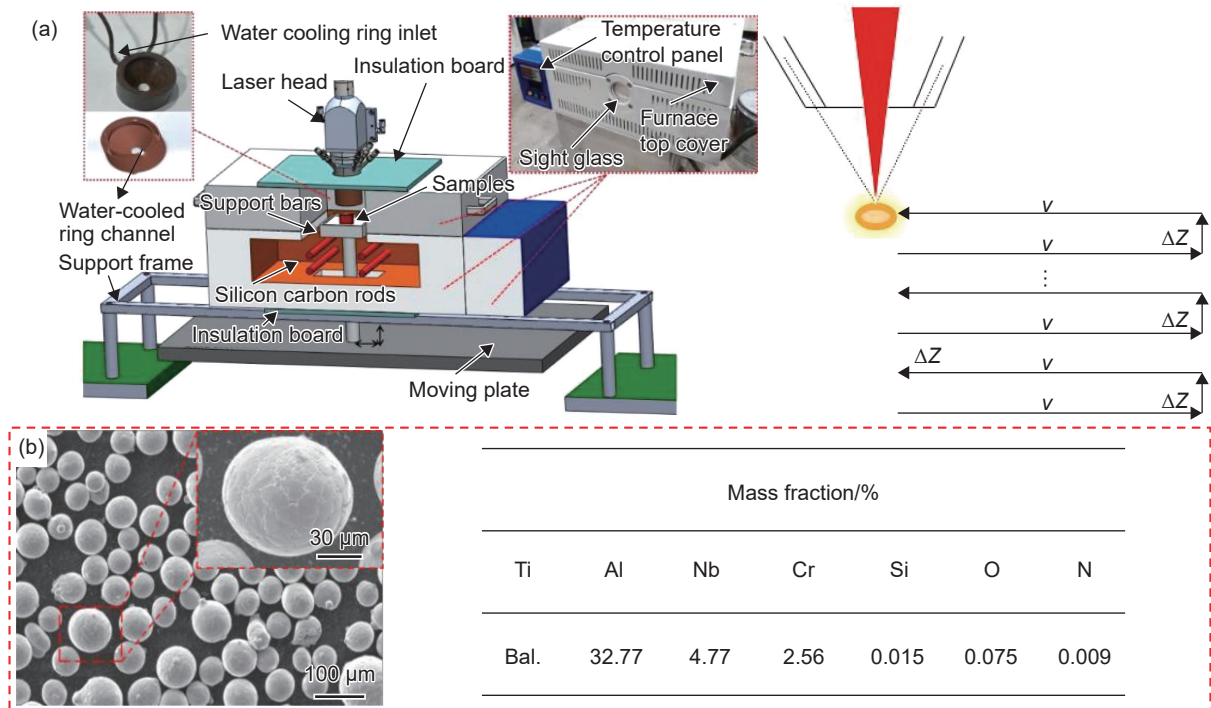 (a)
Water cooling ring inlet
Laser head
Insulation board
Temperature
control panel
Furnace
top cover
Sight glass
Samples
Support bars
Water-cooled
ring channel
Support frame
Silicon carbon rods
Insulation board
Moving plate
v
ΔZ
v
⋮
v
ΔZ
v
ΔZ
v
ΔZ
v
(b)
30 μm
100 μm
Mass fraction/%
Ti Al Nb Cr Si O N
Bal. 32.77 4.77 2.56 0.015 0.075 0.009